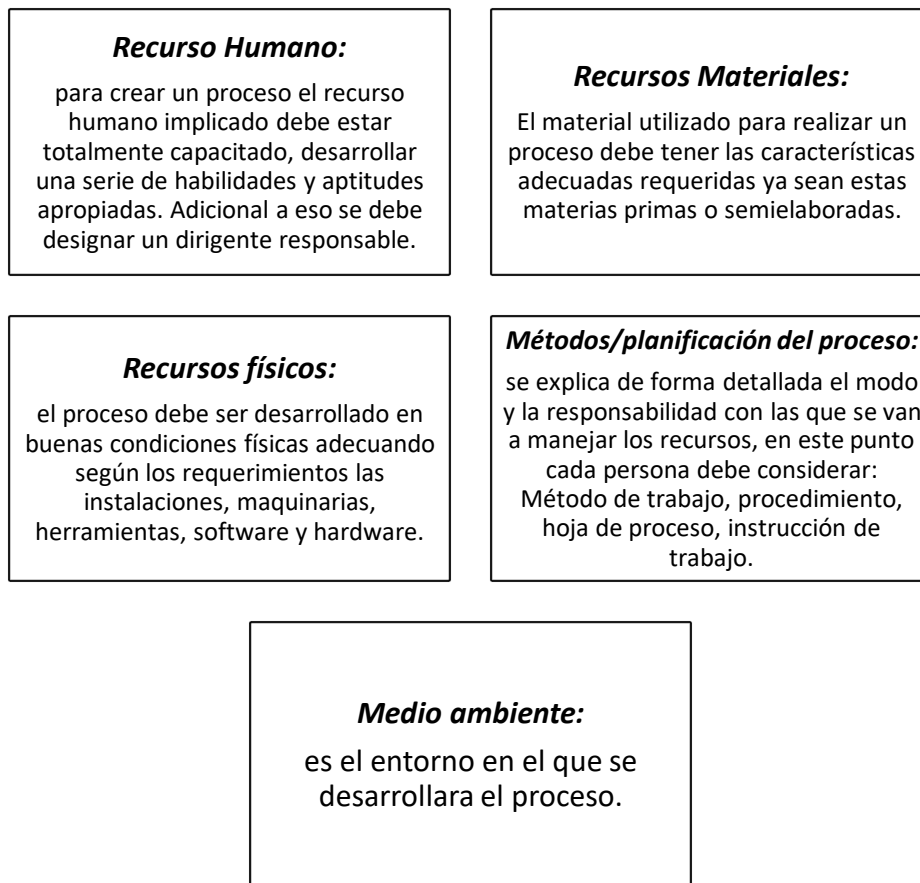 Recurso Humano:
para crear un proceso el recurso
humano implicado debe estar
totalmente capacitado, desarrollar
una serie de habilidades y aptitudes
apropiadas. Adicional a eso se debe
designar un dirigente responsable.
Recursos Materiales:
El material utilizado para realizar un
proceso debe tener las características
adecuadas requeridas ya sean estas
materias primas o semielaboradas.
Recursos físicos:
el proceso debe ser desarrollado en
buenas condiciones físicas adecuando
según los requerimientos las
instalaciones, maquinarias,
herramientas, software y hardware.
Métodos/planificación del proceso:
se explica de forma detallada el modo
y la responsabilidad con las que se van
a manejar los recursos, en este punto
cada persona debe considerar:
Método de trabajo, procedimiento,
hoja de proceso, instrucción de
trabajo.
Medio ambiente:
es el entorno en el que se
desarrollara el proceso.